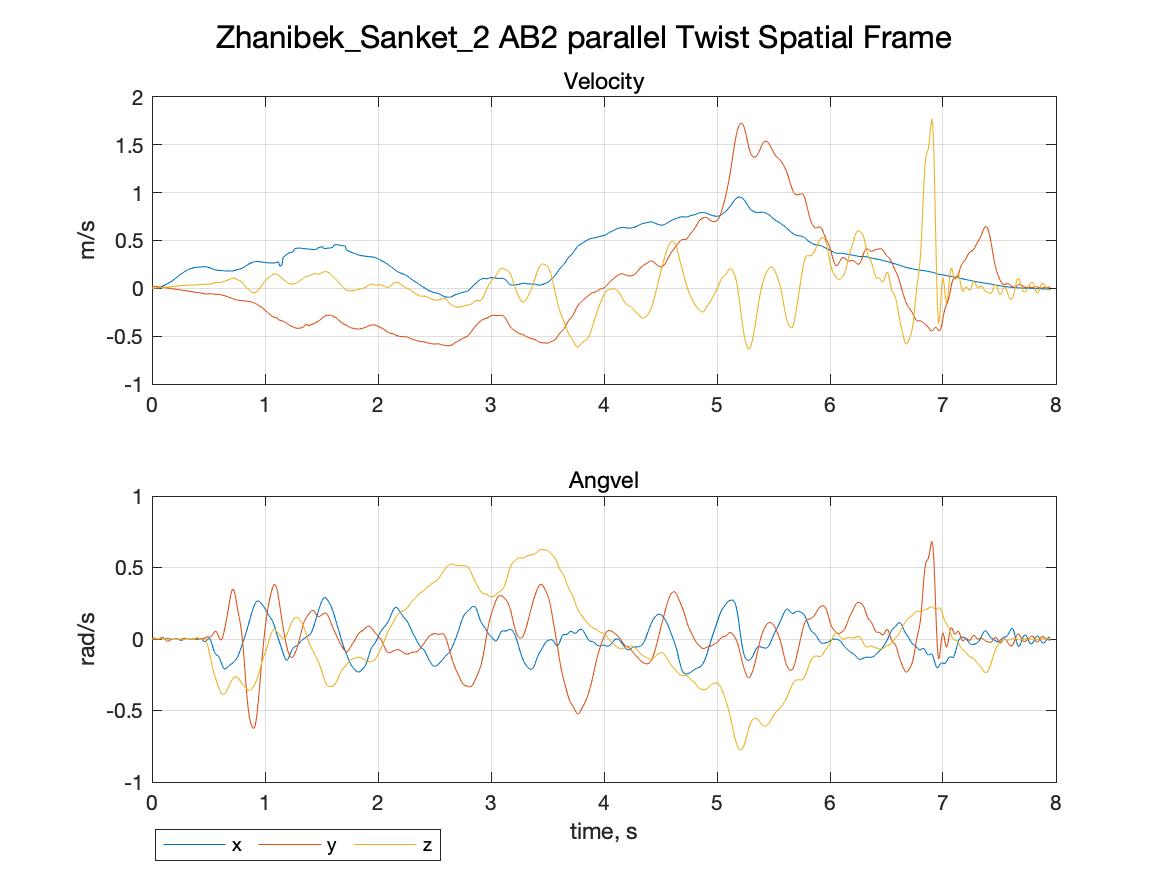 Zhanibek_Sanket_2 AB2 parallel Twist Spatial Frame
Velocity
2
1.5
1
0.5
0
-0.5
-1
m/s
0 1 2 3 4 5 6 7 8
Angvel
1
0.5
0
-0.5
-1
rad/s
0 1 2 3 4 5 6 7 8
time, s
x y z